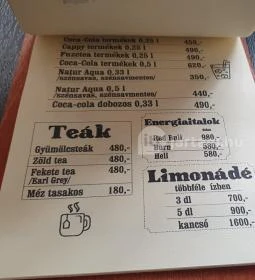 Coca-Cola termékek 0,25 l 450,-
Cappy termékek 0,25 l 490,-
Fuzetea termékek 0,25 l 490,-
Coca-Cola termékek 0,5 l 620,-
Natur Aqua 0,33 l
/szénsavas, szénsavmentes/ 350,-
Natur Aqua 0,5 l
/szénsavas, szénsavmentes/ 440,-
Coca-cola dobozos 0,33 l 490,-
Teák
Gyümölcsteák 480,-
Zöld tea 480,-
Fekete tea 480,-
/Earl Grey/
Méz tasakos 180,-
Energiaitalok
Red Bull 980,-
Burn 580,-
Hell 580,-
Limonádé
többféle ízben
3 dl 700,-
5 dl 900,-
kancsó 1600,-